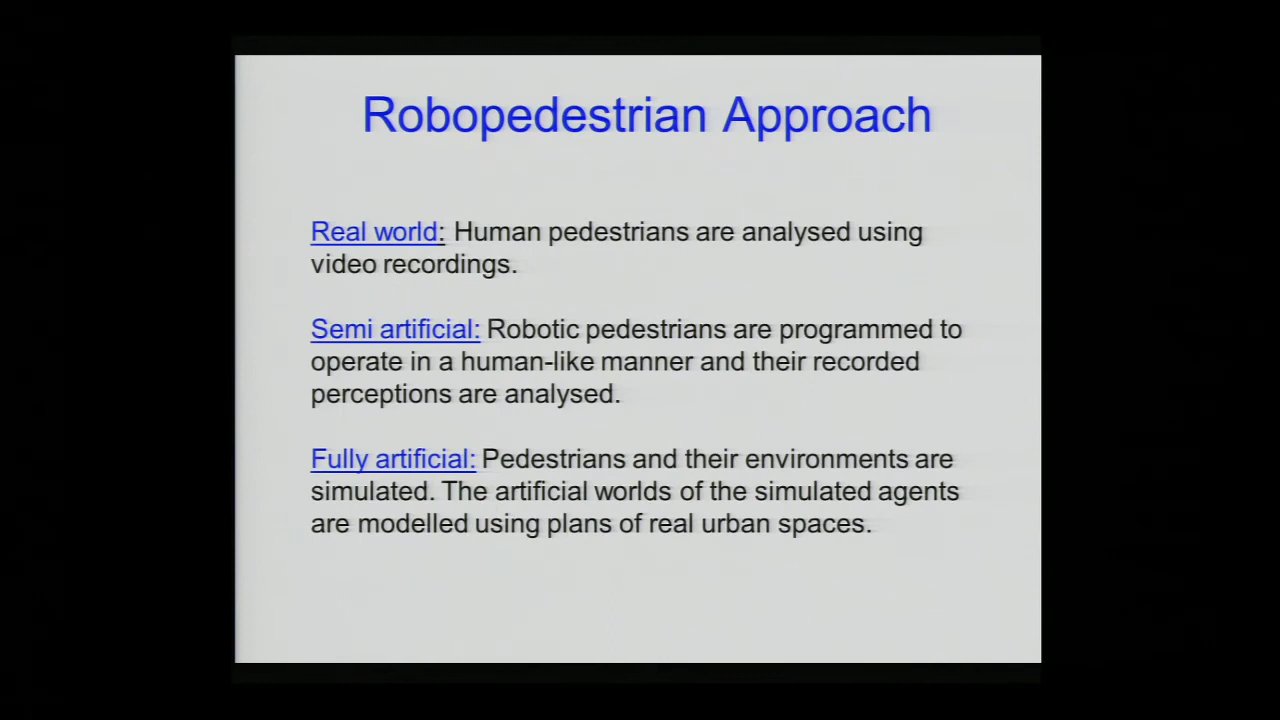 Robopedestrian Approach
Real world: Human pedestrians are analysed using
video recordings.
Semi artificial: Robotic pedestrians are programmed to
operate in a human-like manner and their recorded
perceptions are analysed.
Fully artificial: Pedestrians and their environments are
simulated. The artificial worlds of the simulated agents
are modelled using plans of real urban spaces.